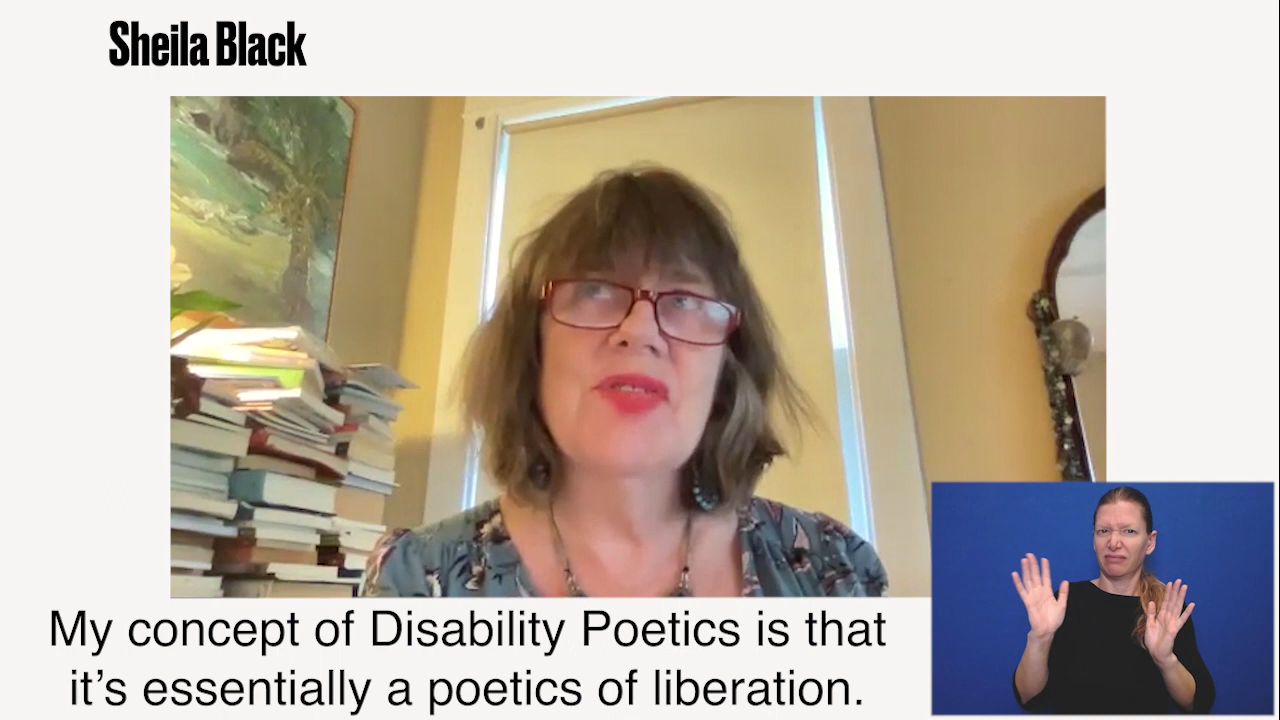 Sheila Black
My concept of Disability Poetics is that
it’s essentially a poetics of liberation.